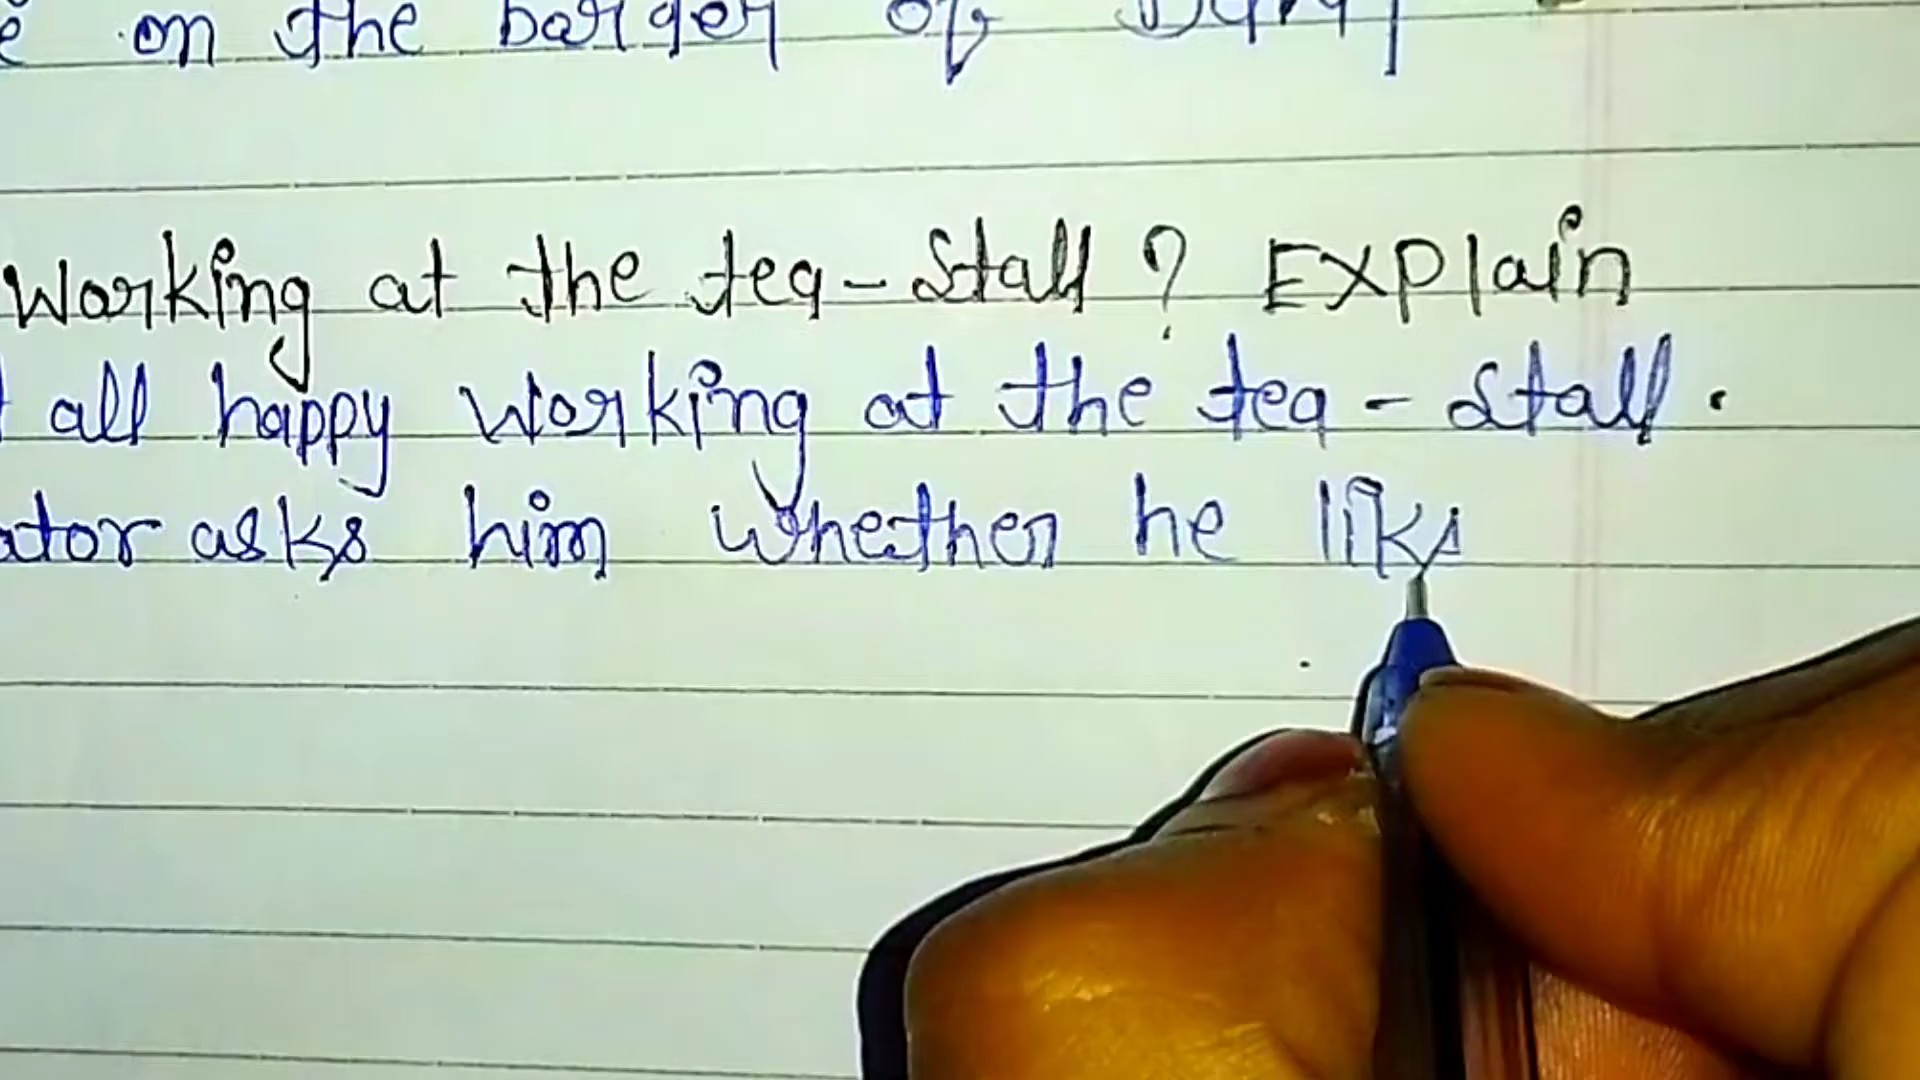 on the border of
Working at the tea-Stall? EXPlain
all happy working at the tea-Stall.
ator asks him whether he like